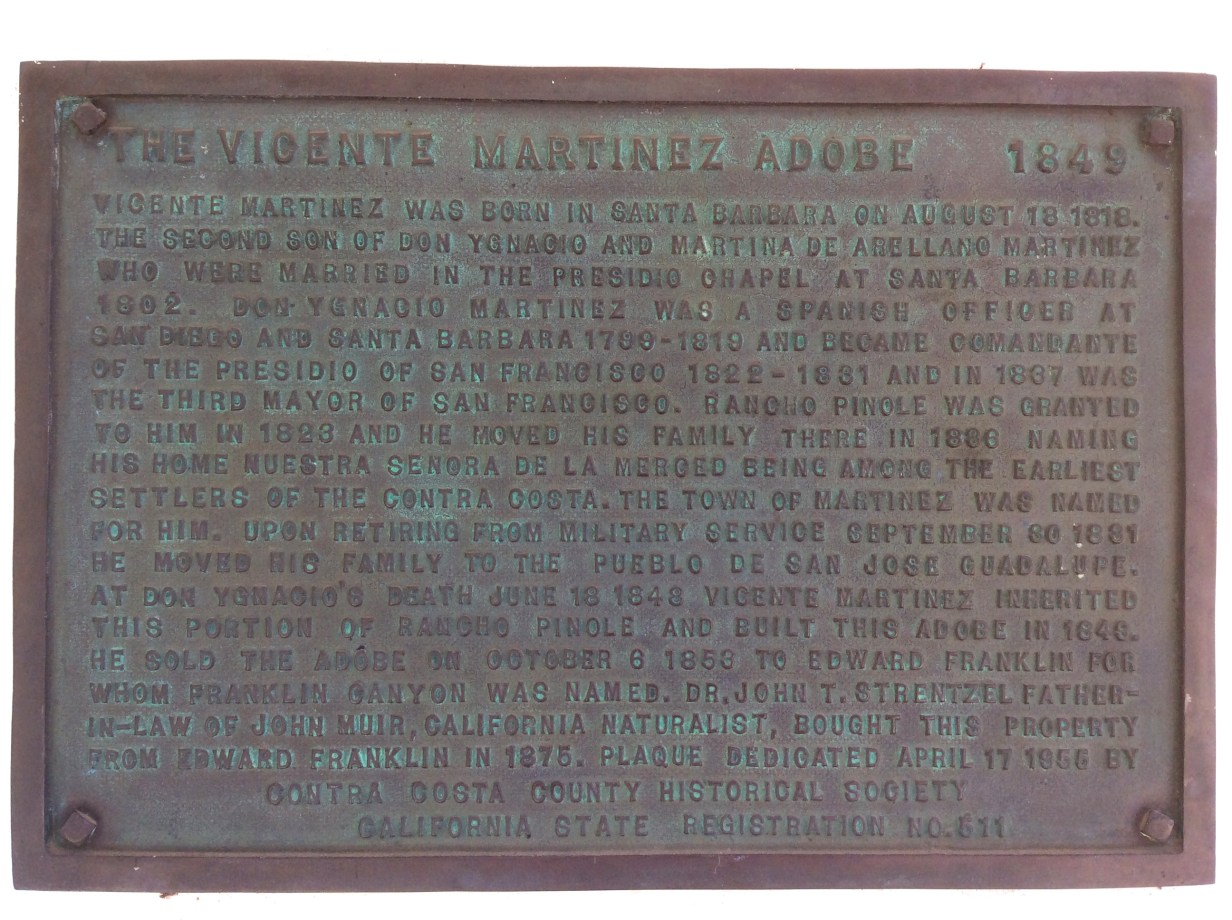 THE VICENTE MARTINEZ ADOBE 1849
VICENTE MARTINEZ WAS BORN IN SANTA BARBARA ON AUGUST 18 1818.
THE SECOND SON OF DON YGNACIO AND MARTINA DE ARELLANO MARTINEZ
WHO WERE MARRIED IN THE PRESIDIO CHAPEL AT SANTA BARBARA
1802. DON YGNACIO MARTINEZ WAS A SPANISH OFFICER AT
SAN DIEGO AND SANTA BARBARA 1799-1819 AND BECAME COMANDANTE
OF THE PRESIDIO OF SAN FRANCISCO 1822-1831 AND IN 1837 WAS
THE THIRD MAYOR OF SAN FRANCISCO. RANCHO PINOLE WAS GRANTED
TO HIM IN 1823 AND HE MOVED HIS FAMILY THERE IN 1836 NAMING
HIS HOME NUESTRA SENORA DE LA MERCED BEING AMONG THE EARLIEST
SETTLERS OF THE CONTRA COSTA. THE TOWN OF MARTINEZ WAS NAMED
FOR HIM. UPON RETIRING FROM MILITARY SERVICE SEPTEMBER 30 1831
HE MOVED HIS FAMILY TO THE PUEBLO DE SAN JOSE GUADALUPE.
AT DON YGNACIO'S DEATH JUNE 18 1848 VICENTE MARTINEZ INHERITED
THIS PORTION OF RANCHO PINOLE AND BUILT THIS ADOBE IN 1849.
HE SOLD THE ADOBE ON OCTOBER 6 1853 TO EDWARD FRANKLIN FOR
WHOM FRANKLIN CANYON WAS NAMED. DR. JOHN T. STRENTZEL FATHER-
IN-LAW OF JOHN MUIR, CALIFORNIA NATURALIST, BOUGHT THIS PROPERTY
FROM EDWARD FRANKLIN IN 1875. PLAQUE DEDICATED APRIL 17 1955 BY
CONTRA COSTA COUNTY HISTORICAL SOCIETY
CALIFORNIA STATE REGISTRATION NO. 511